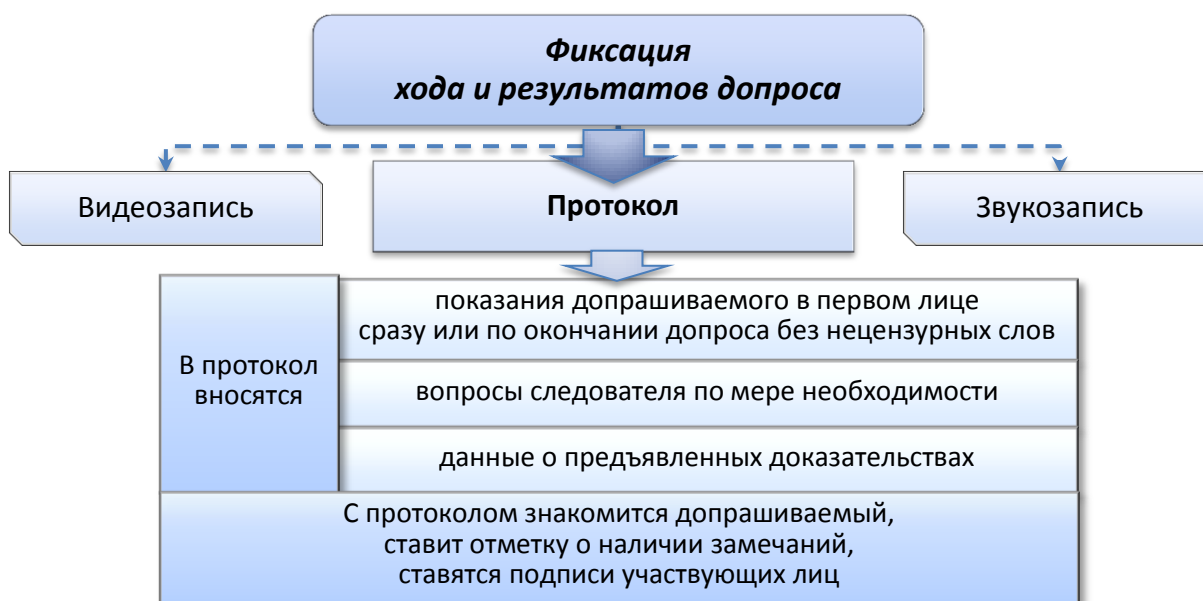 Фиксация
хода и результатов допроса
Видеозапись
Протокол
Звукозапись
В протокол
вносятся
показания допрашиваемого в первом лице
сразу или по окончании допроса без нецензурных слов
вопросы следователя по мере необходимости
данные о предъявленных доказательствах
С протоколом знакомится допрашиваемый,
ставит отметку о наличии замечаний,
ставятся подписи участвующих лиц